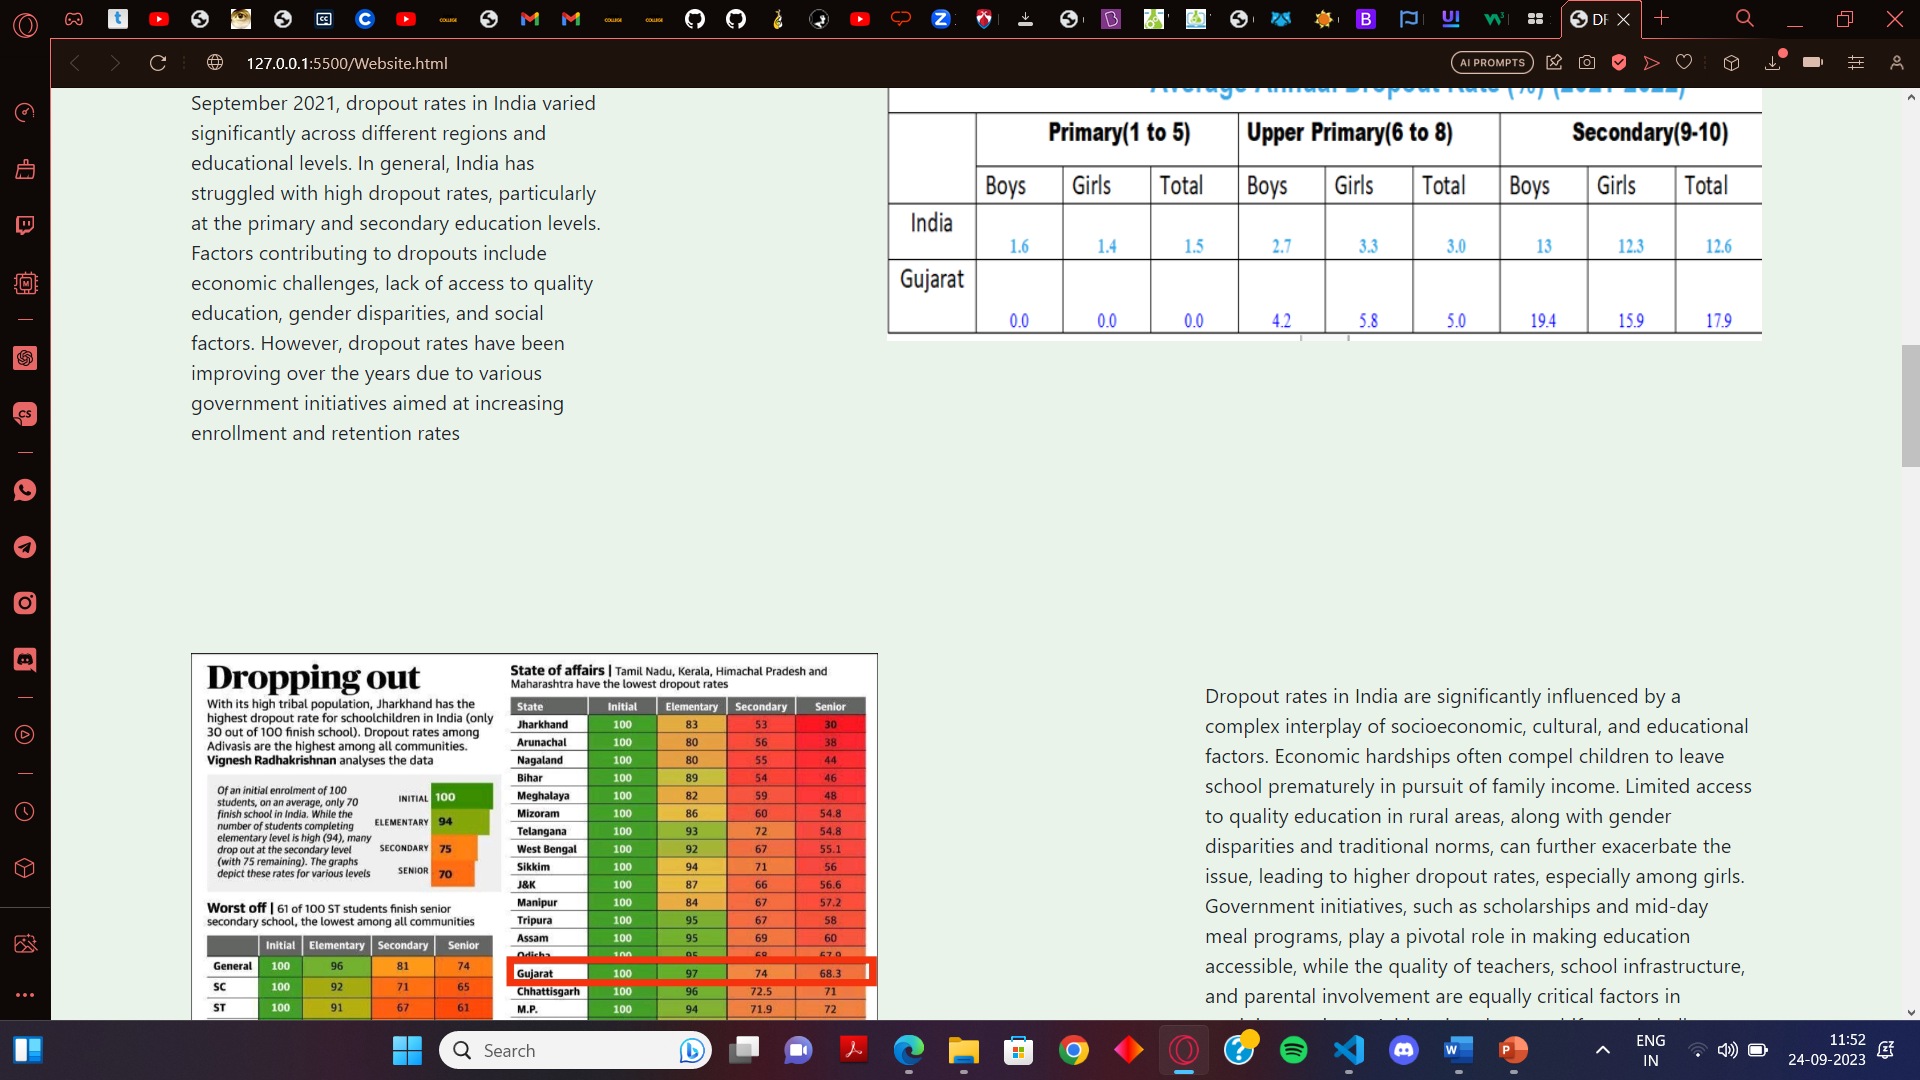 DF
127.0.0.1:5500/Website.html
AI PROMPTS
September 2021, dropout rates in India varied
significantly across different regions and
educational levels. In general, India has
struggled with high dropout rates, particularly
at the primary and secondary education levels.
Factors contributing to dropouts include
economic challenges, lack of access to quality
education, gender disparities, and social
factors. However, dropout rates have been
improving over the years due to various
government initiatives aimed at increasing
enrollment and retention rates
Average Annual Dropout Rate (%) (2021-2022)
Primary(1 to 5) Upper Primary(6 to 8) Secondary(9-10)
Boys Girls Total Boys Girls Total Boys Girls Total
India 1.6 1.4 1.5 2.7 3.3 3.0 13 12.3 12.6
Gujarat 0.0 0.0 0.0 4.2 5.8 5.0 19.4 15.9 17.9
Dropping out
With its high tribal population, Jharkhand has the
highest dropout rate for schoolchildren in India (only
30 out of 100 finish school). Dropout rates among
Adivasis are the highest among all communities.
Vignesh Radhakrishnan analyses the data
Of an initial enrolment of 100
students, on an average, only 70
finish school in India. While the
number of students completing
elementary level is high (94), many
drop out at the secondary level
(with 75 remaining). The graphs
depict these rates for various levels
INITIAL 100
ELEMENTARY 94
SECONDARY 75
SENIOR 70
Worst off | 61 of 100 ST students finish senior
secondary school, the lowest among all communities
Initial Elementary Secondary Senior
General 100 96 81 74
SC 100 92 71 65
ST 100 91 67 61
State of affairs | Tamil Nadu, Kerala, Himachal Pradesh and
Maharashtra have the lowest dropout rates
State Initial Elementary Secondary Senior
Jharkhand 100 83 53 30
Arunachal 100 80 56 38
Nagaland 100 80 55 44
Bihar 100 89 54 46
Meghalaya 100 82 59 48
Mizoram 100 86 60 54.8
Telangana 100 93 72 54.8
West Bengal 100 92 67 55.1
Sikkim 100 94 71 56
J&K 100 87 66 56.6
Manipur 100 84 67 57.2
Tripura 100 95 67 58
Assam 100 95 69 60
Odisha 100 95 68 67.9
Gujarat 100 97 74 68.3
Chhattisgarh 100 96 72.5 71
M.P. 100 94 71.9 72
Dropout rates in India are significantly influenced by a
complex interplay of socioeconomic, cultural, and educational
factors. Economic hardships often compel children to leave
school prematurely in pursuit of family income. Limited access
to quality education in rural areas, along with gender
disparities and traditional norms, can further exacerbate the
issue, leading to higher dropout rates, especially among girls.
Government initiatives, such as scholarships and mid-day
meal programs, play a pivotal role in making education
accessible, while the quality of teachers, school infrastructure,
and parental involvement are equally critical factors in
Search
ENG
IN
11:52
24-09-2023